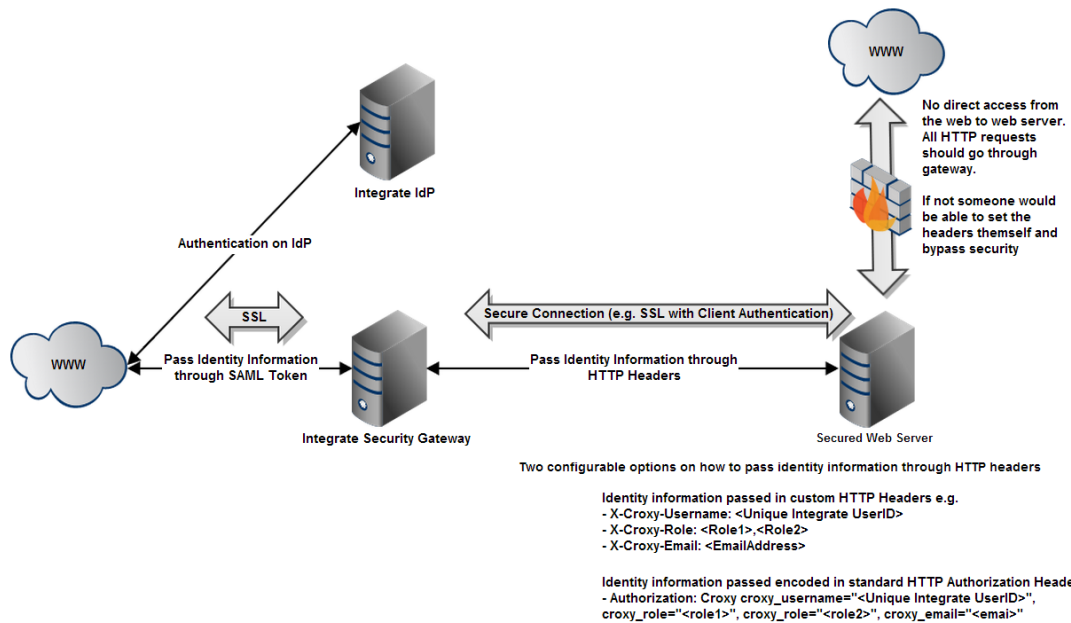 WWW
No direct access from
the web to web server.
All HTTP requests
should go through
gateway.
If not someone would
be able to set the
headers themself and
bypass security
Integrate IdP
Authentication on IdP
SSL
Secure Connection (e.g. SSL with Client Authentication)
WWW
Pass Identity Information
through SAML Token
Pass Identity Information through
HTTP Headers
Integrate Security Gateway
Secured Web Server
Two configurable options on how to pass identity information through HTTP headers
Identity information passed in custom HTTP Headers e.g.
- X-Croxy-Username: <Unique Integrate UserID>
- X-Croxy-Role: <Role1>,<Role2>
- X-Croxy-Email: <EmailAddress>
Identity information passed encoded in standard HTTP Authorization Heade
- Authorization: Croxy croxy_username="<Unique Integrate UserID>",
croxy_role="<role1>", croxy_role="<role2>", croxy_email="<emai>"